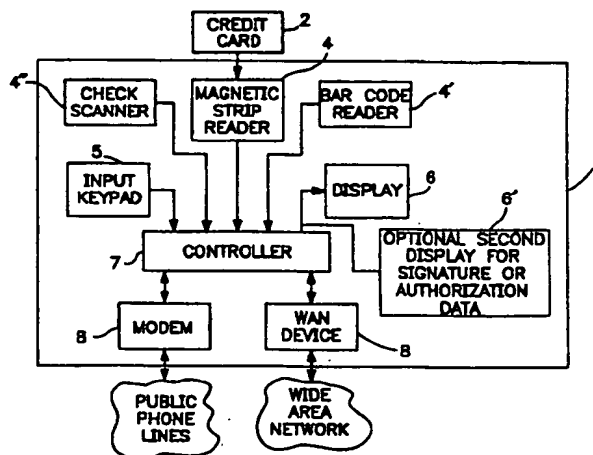 CREDIT
CARD
2
4
4"
CHECK
SCANNER
MAGNETIC
STRIP
READER
BAR CODE
READER
4'
5
INPUT
KEYPAD
DISPLAY
6
6'
CONTROLLER
7
OPTIONAL SECOND
DISPLAY FOR
SIGNATURE OR
AUTHORIZATION
DATA
8
MODEM
WAN
DEVICE
8
PUBLIC
PHONE
LINES
WIDE
AREA
NETWORK